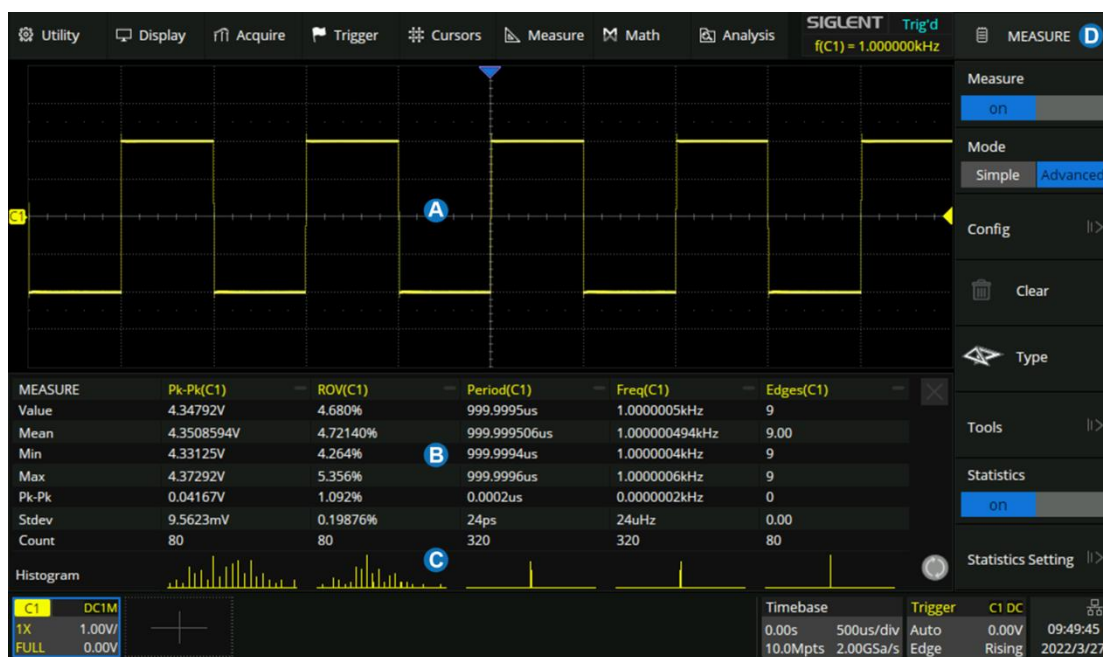 Utility Display Acquire Trigger Cursors Measure Math Analysis SIGLENT Trig'd
f(C1) = 1.000000kHz
MEASURE D
Measure
on
Mode
Simple Advanced
C1
A
Config
Clear
Type
MEASURE Pk-Pk(C1) ROV(C1) Period(C1) Freq(C1) Edges(C1)
Value 4.34792V 4.680% 999.9995us 1.0000005kHz 9
Mean 4.3508594V 4.72140% 999.999506us 1.000000494kHz 9.00
Min 4.33125V 4.264% B 999.9994us 1.0000004kHz 9
Max 4.37292V 5.356% 999.9996us 1.0000006kHz 9
Pk-Pk 0.04167V 1.092% 0.0002us 0.0000002kHz 0
Stdev 9.5623mV 0.19876% 24ps 24uHz 0.00
Count 80 80 320 320 80
Histogram C
Tools
Statistics
on
Statistics Setting
C1 DC1M
1X 1.00V/
FULL 0.00V
Timebase
0.00s 500us/div
10.0Mpts 2.00GSa/s
Trigger C1 DC
Auto 0.00V
Edge Rising
09:49:45
2022/3/27